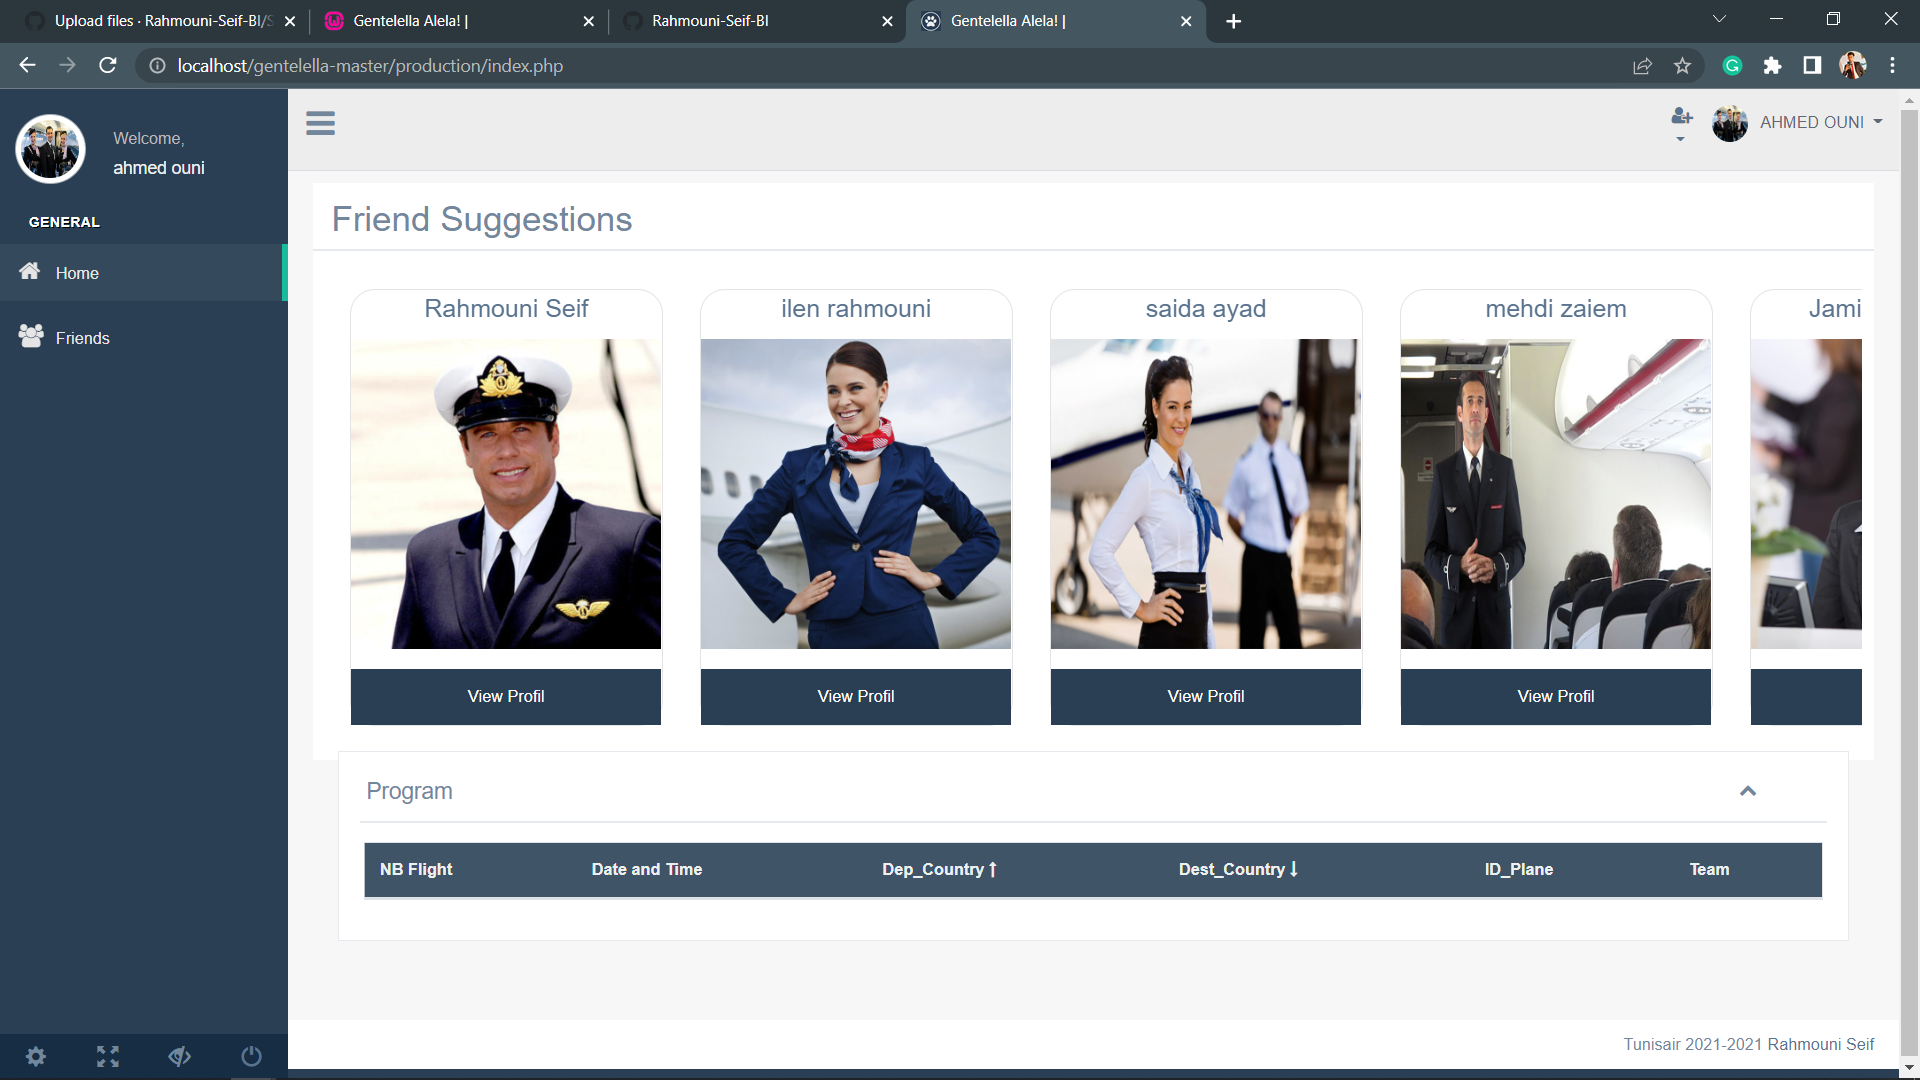 Upload files · Rahmouni-Seif-BI/S
Gentelella Alela! |
Rahmouni-Seif-BI
Gentelella Alela! |
localhost/gentelella-master/production/index.php
Welcome,
ahmed ouni
AHMED OUNI
GENERAL
Home
Friends
Friend Suggestions
Rahmouni Seif
ilen rahmouni
saida ayad
mehdi zaiem
Jami
View Profil
View Profil
View Profil
View Profil
Program
NB Flight
Date and Time
Dep_Country
Dest_Country
ID_Plane
Team
Tunisair 2021-2021 Rahmouni Seif